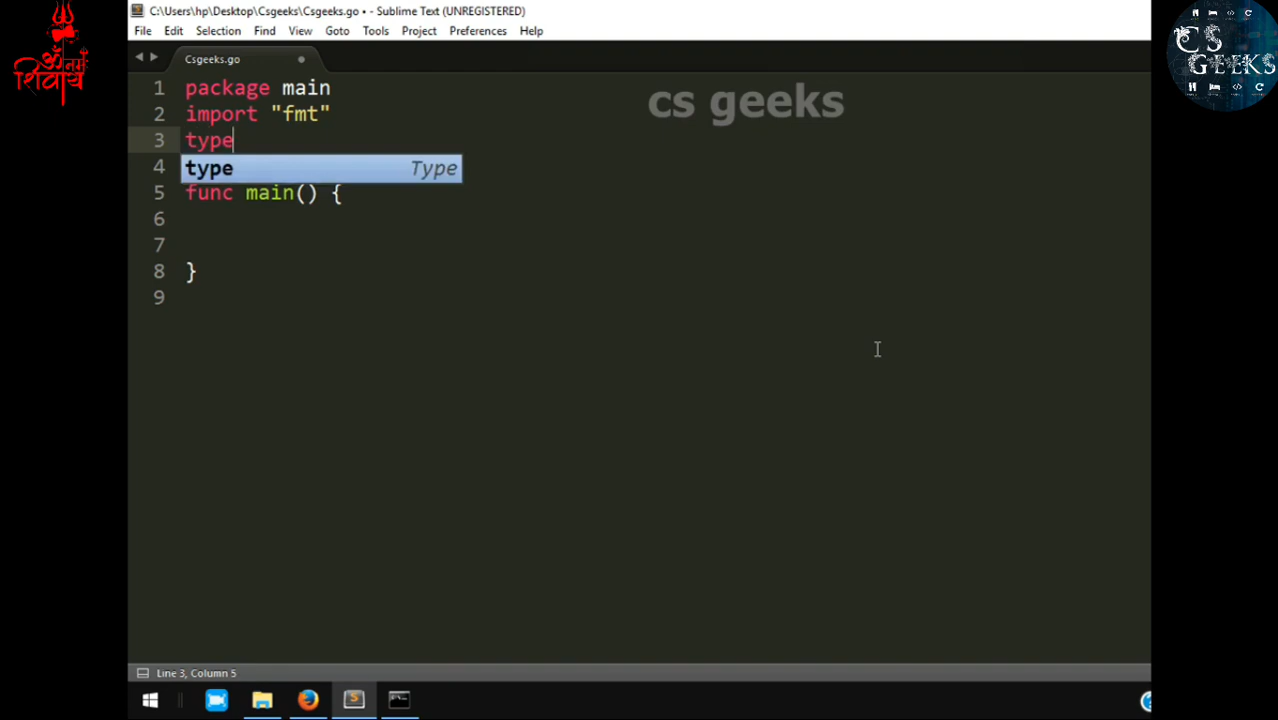 C:\Users\hp\Desktop\Csgeeks\Csgeeks.go • - Sublime Text (UNREGISTERED)
File Edit Selection Find View Goto Tools Project Preferences Help
Csgeeks.go
ॐ नमः
शिवाय
CS
GEEKS
cs geeks
1 package main
2 import "fmt"
3 type
4 type Type
5 func main() {
6
7
8 }
9
Line 3, Column 5